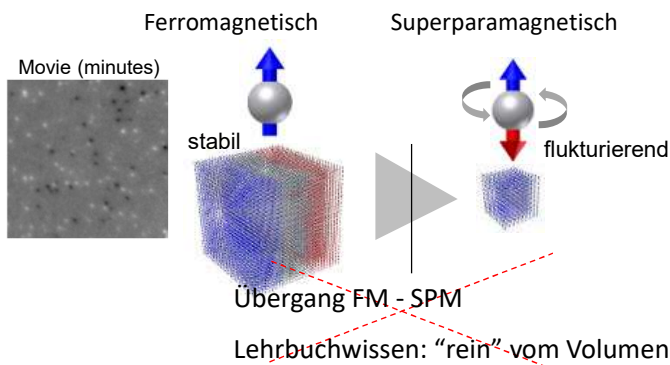 Ferromagnetisch
Superparamagnetisch
Movie (minutes)
stabil
flukturierend
Übergang FM - SPM
Lehrbuchwissen: “rein” vom Volumen